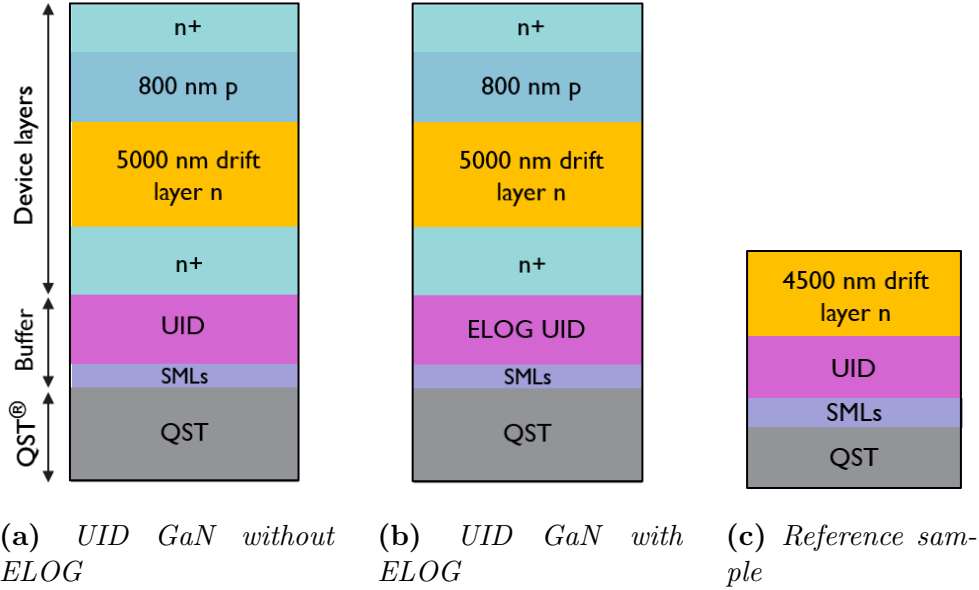 Device layers
Buffer
QST®
n+
800 nm p
5000 nm drift
layer n
n+
UID
SMLs
QST
n+
800 nm p
5000 nm drift
layer n
n+
ELOG UID
SMLs
QST
4500 nm drift
layer n
UID
SMLs
QST
(a) UID GaN without
ELOG
(b) UID GaN with
ELOG
(c) Reference sam-
ple